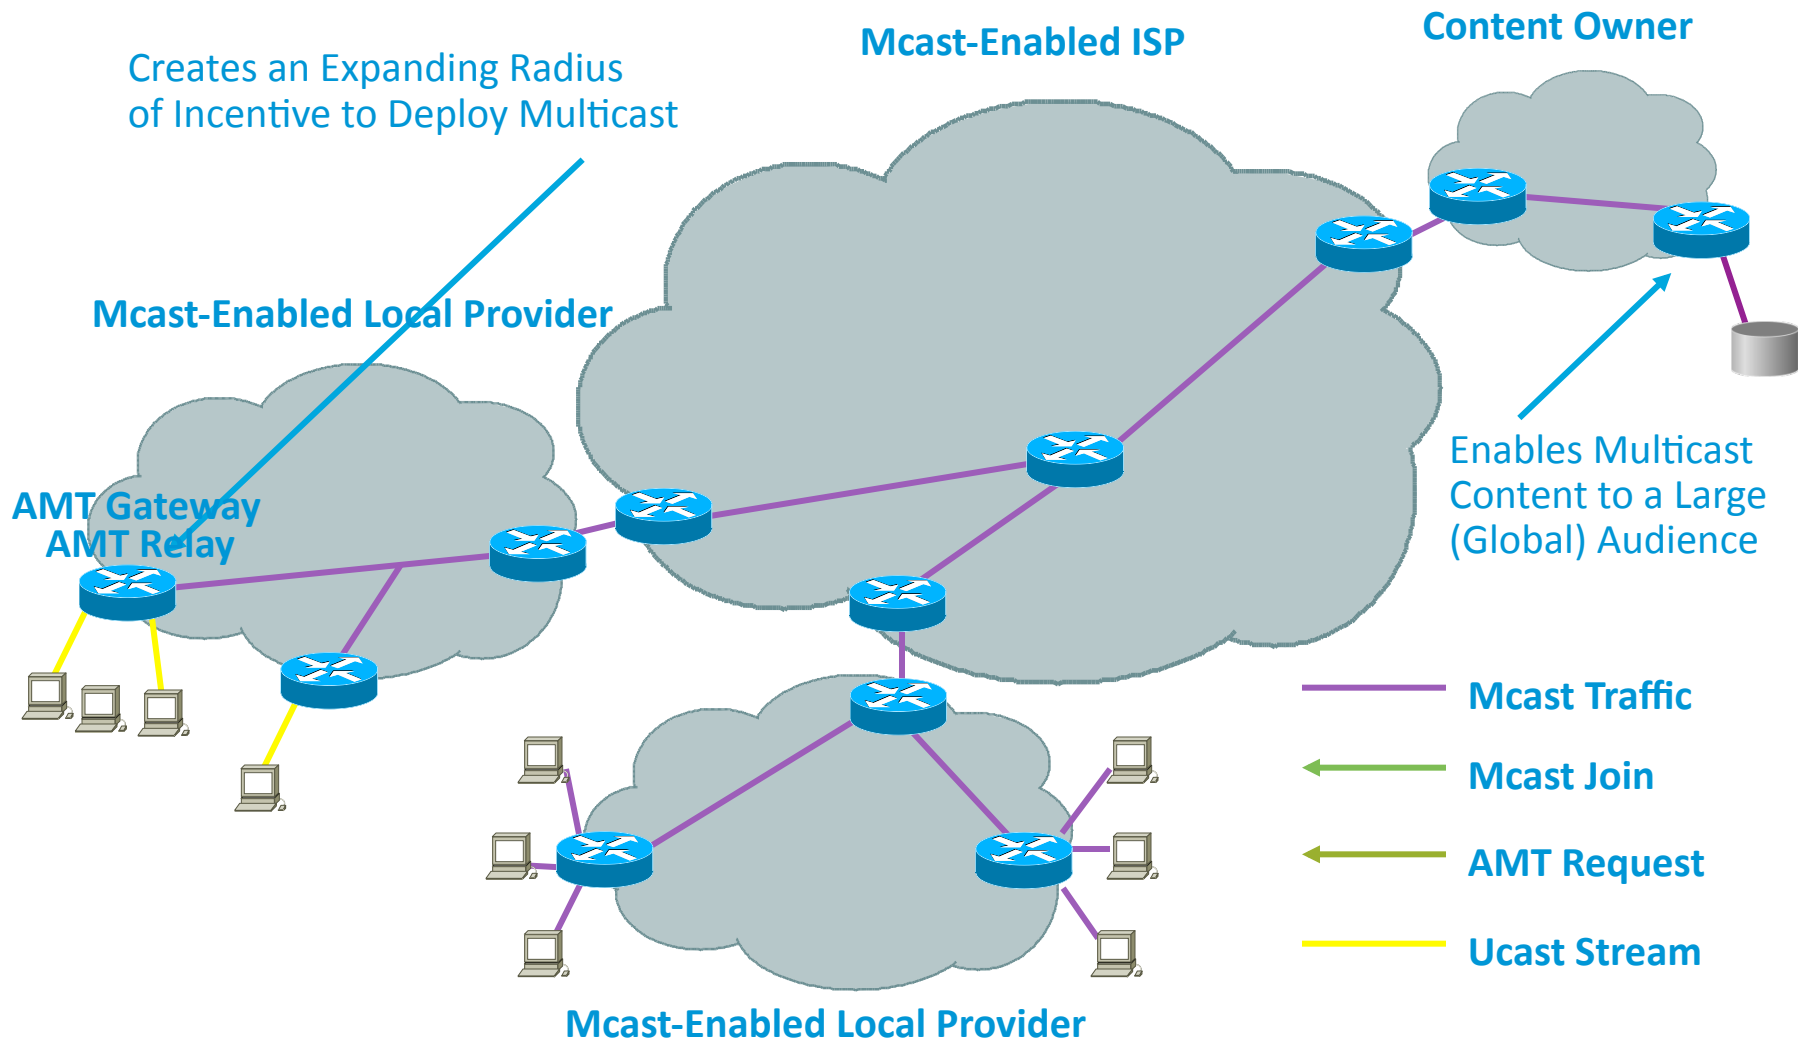 Content Owner
Mcast-Enabled ISP
Creates an Expanding Radius
of Incentive to Deploy Multicast
Mcast-Enabled Local Provider
Enables Multicast
Content to a Large
(Global) Audience
AMT Gateway
AMT Relay
Mcast Traffic
Mcast Join
AMT Request
Ucast Stream
Mcast-Enabled Local Provider